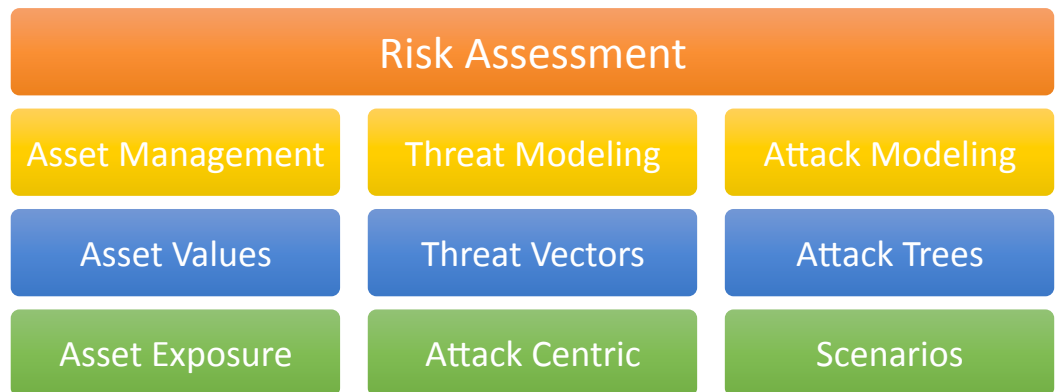 Risk Assessment
Asset Management
Threat Modeling
Attack Modeling
Asset Values
Threat Vectors
Attack Trees
Asset Exposure
Attack Centric
Scenarios